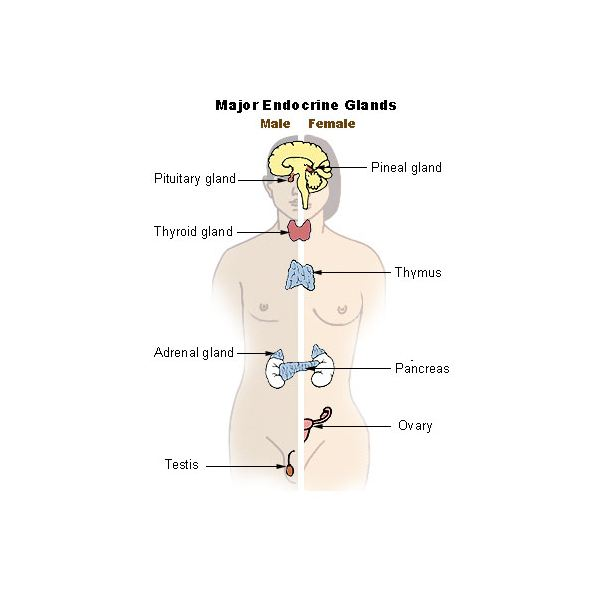 Major Endocrine Glands
Male Female
Pineal gland
Pituitary gland
Thyroid gland
Thymus
Adrenal gland
Pancreas
Ovary
Testis